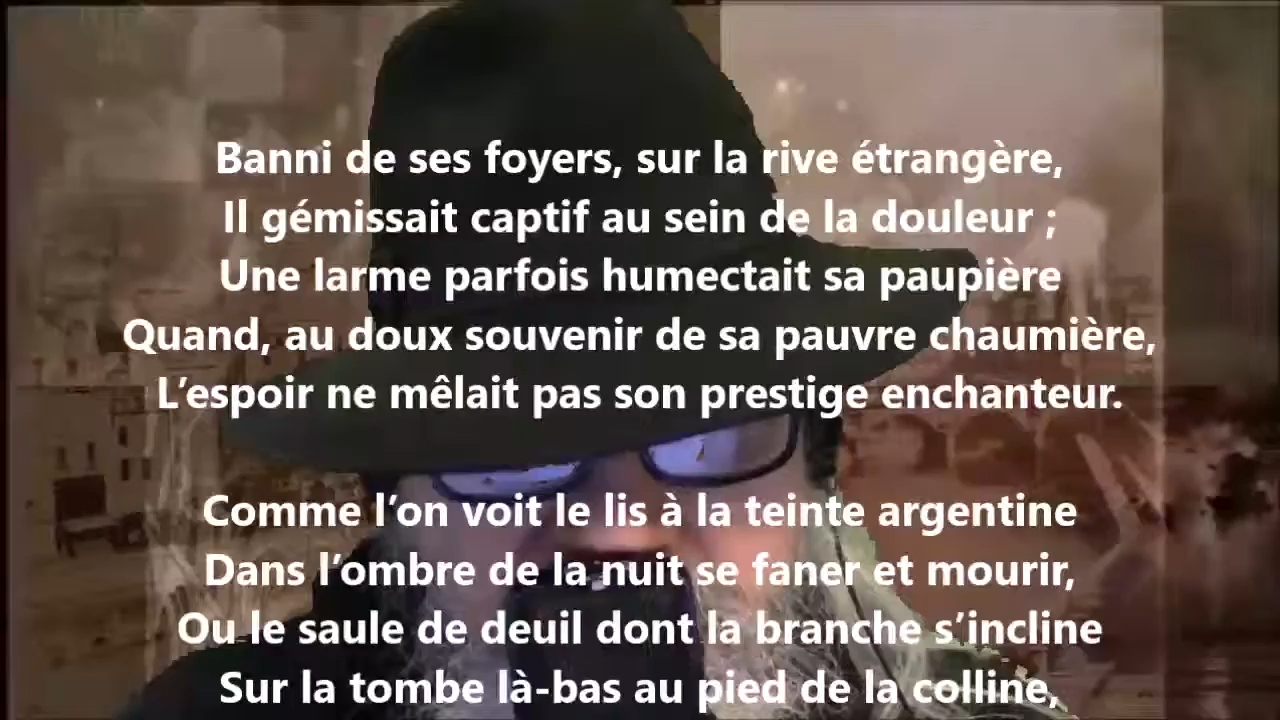 Banni de ses foyers, sur la rive étrangère,
Il gémissait captif au sein de la douleur ;
Une larme parfois humectait sa paupière
Quand, au doux souvenir de sa pauvre chaumière,
L’espoir ne mêlait pas son prestige enchanteur.
Comme l’on voit le lis à la teinte argentine
Dans l’ombre de la nuit se faner et mourir,
Ou le saule de deuil dont la branche s’incline
Sur la tombe là-bas au pied de la colline,